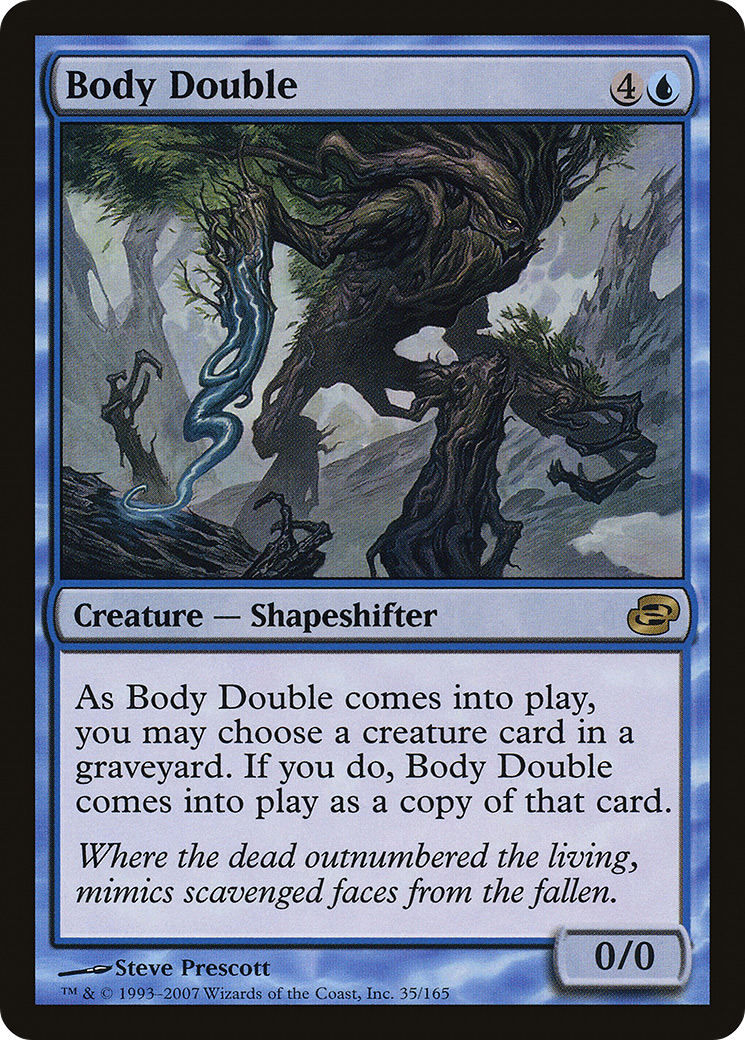 Body Double 4
Creature — Shapeshifter
As Body Double comes into play,
you may choose a creature card in a
graveyard. If you do, Body Double
comes into play as a copy of that card.
Where the dead outnumbered the living,
mimics scavenged faces from the fallen.
0/0
Steve Prescott
™ & © 1993–2007 Wizards of the Coast, Inc. 35/165